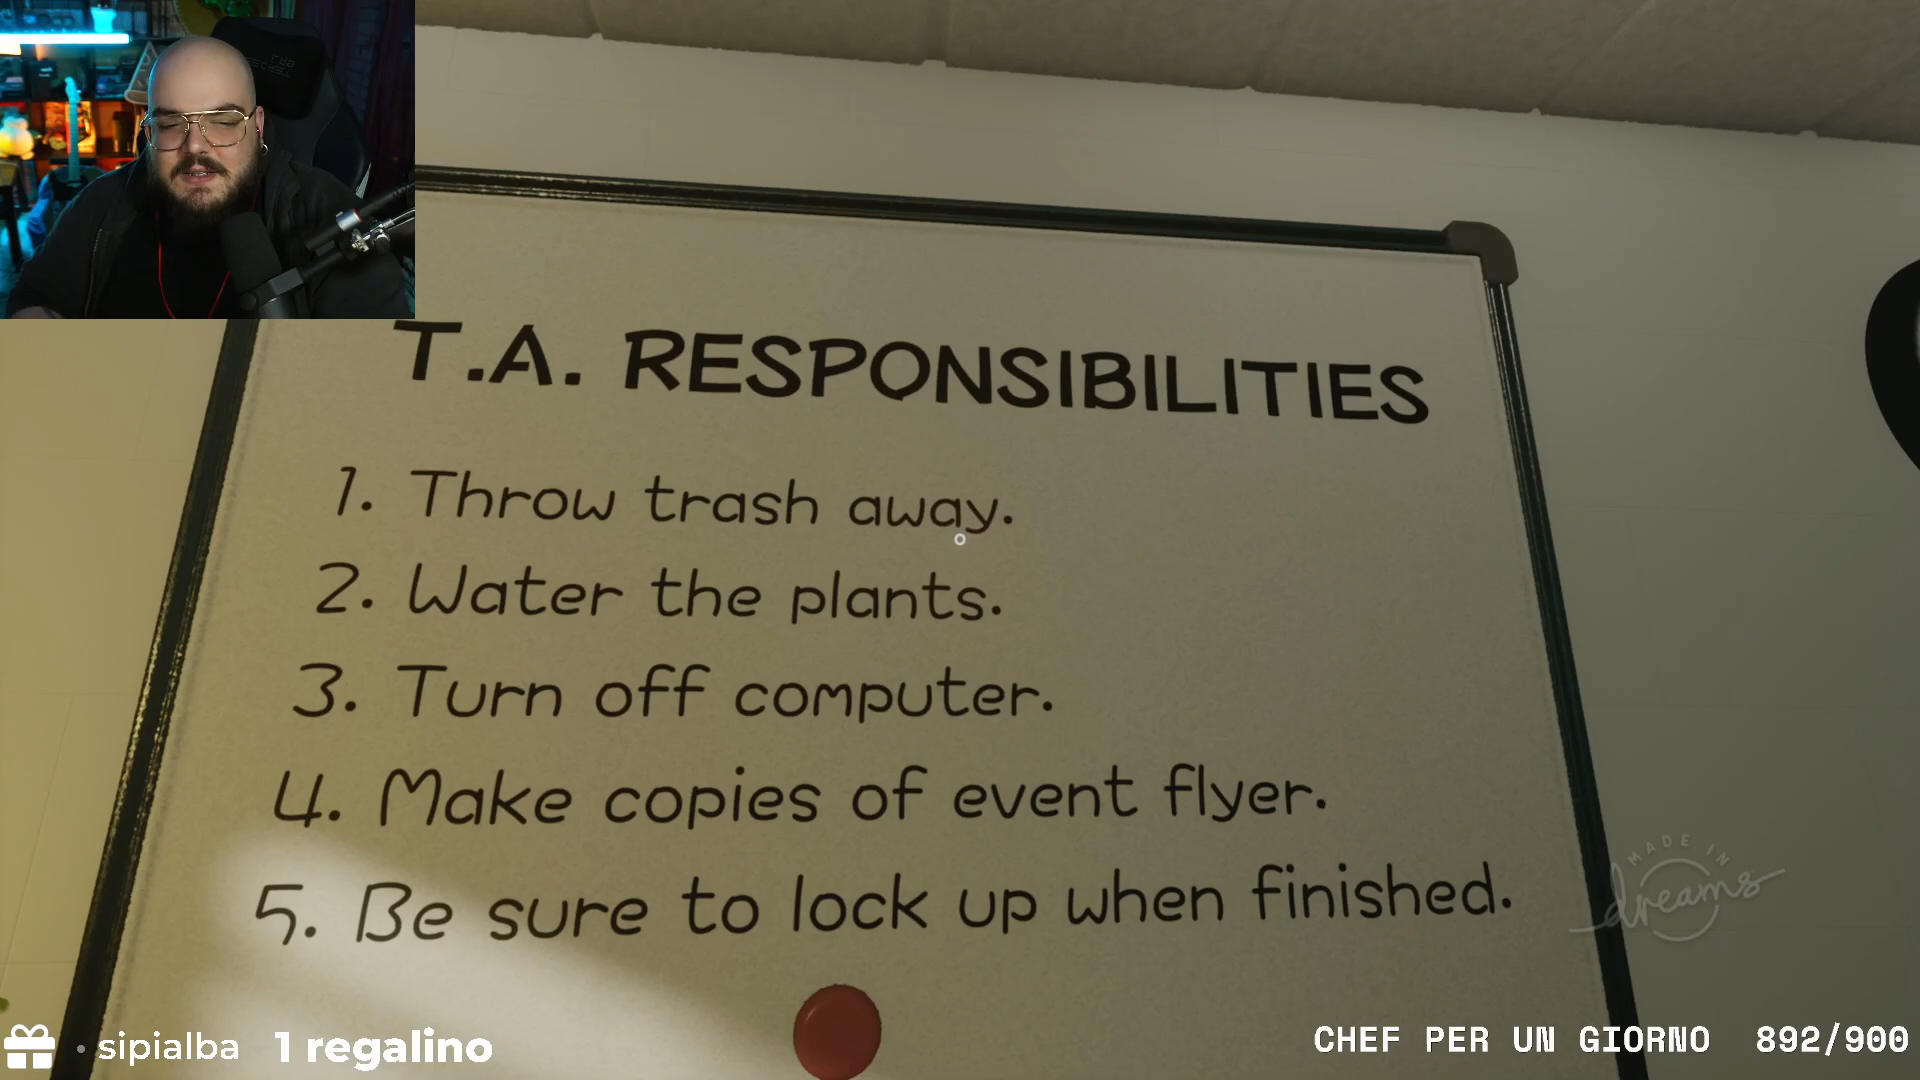 T.A. RESPONSIBILITIES
1. Throw trash away.
2. Water the plants.
3. Turn off computer.
4. Make copies of event flyer.
5. Be sure to lock up when finished.
MADE IN
dreams
• sipialba 1 regalino
CHEF PER UN GIORNO 892/900